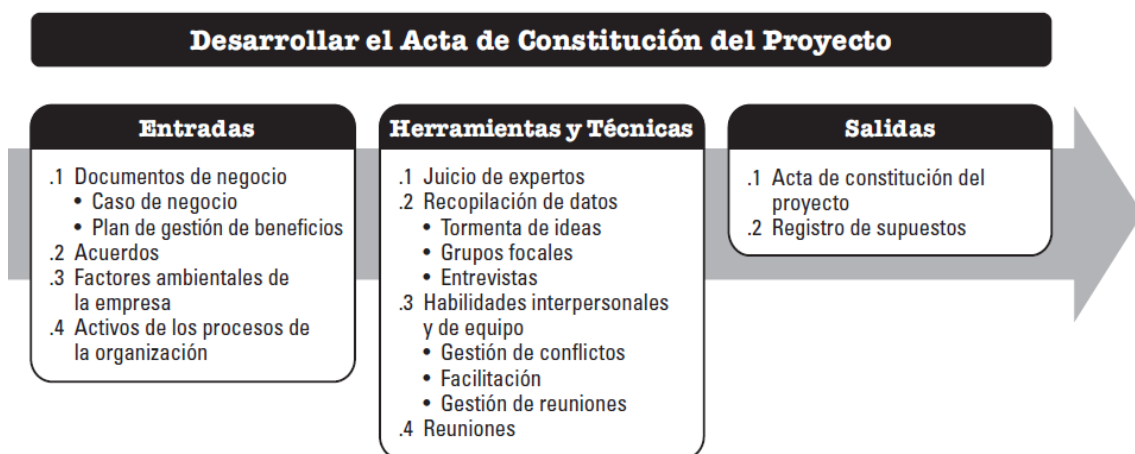 Desarrollar el Acta de Constitución del Proyecto
Entradas
.1 Documentos de negocio
• Caso de negocio
• Plan de gestión de beneficios
.2 Acuerdos
.3 Factores ambientales de
la empresa
.4 Activos de los procesos de
la organización
Herramientas y Técnicas
.1 Juicio de expertos
.2 Recopilación de datos
• Tormenta de ideas
• Grupos focales
• Entrevistas
.3 Habilidades interpersonales
y de equipo
• Gestión de conflictos
• Facilitación
• Gestión de reuniones
.4 Reuniones
Salidas
.1 Acta de constitución del
proyecto
.2 Registro de supuestos